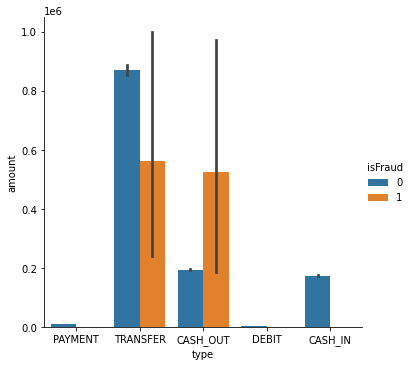 1e6
1.0
0.8
0.6
0.4
0.2
0.0
amount
PAYMENT TRANSFER CASH_OUT DEBIT CASH_IN
type
isFraud
0
1